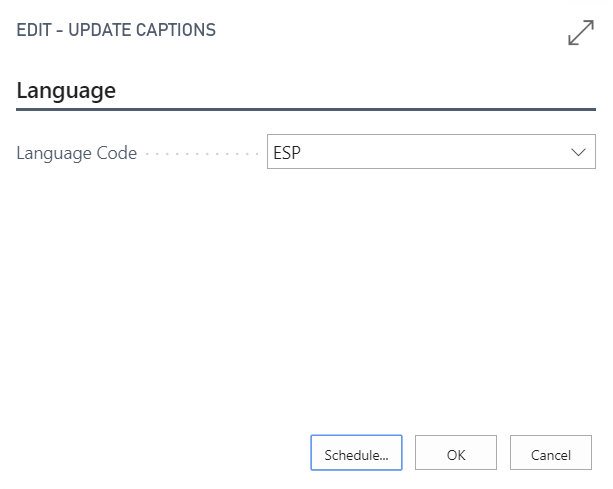 EDIT - UPDATE CAPTIONS
Language
Language Code ESP
Schedule... OK Cancel